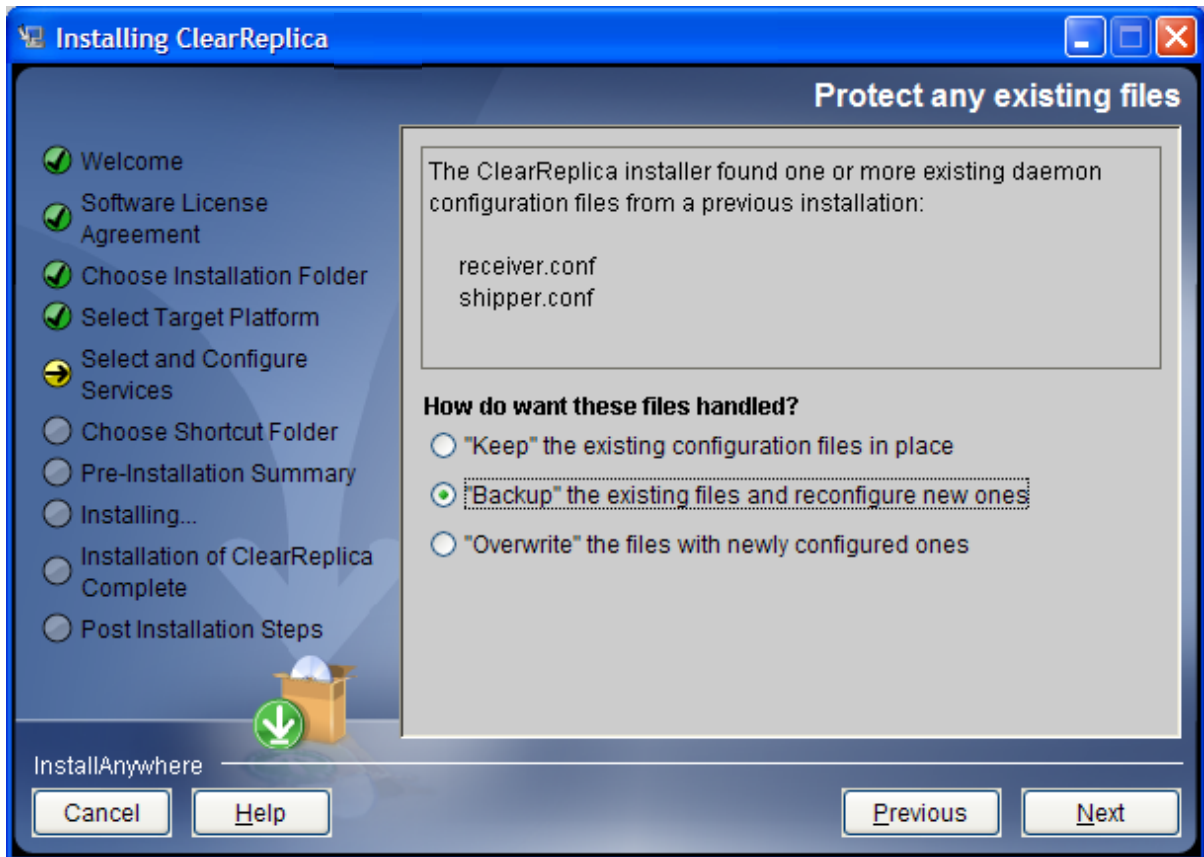 Installing ClearReplica
Protect any existing files
Welcome
Software License
Agreement
Choose Installation Folder
Select Target Platform
Select and Configure
Services
Choose Shortcut Folder
Pre-Installation Summary
Installing...
Installation of ClearReplica
Complete
Post Installation Steps
The ClearReplica installer found one or more existing daemon
configuration files from a previous installation:
receiver.conf
shipper.conf
How do want these files handled?
"Keep" the existing configuration files in place
"Backup" the existing files and reconfigure new ones
"Overwrite" the files with newly configured ones
InstallAnywhere
Cancel
Help
Previous
Next